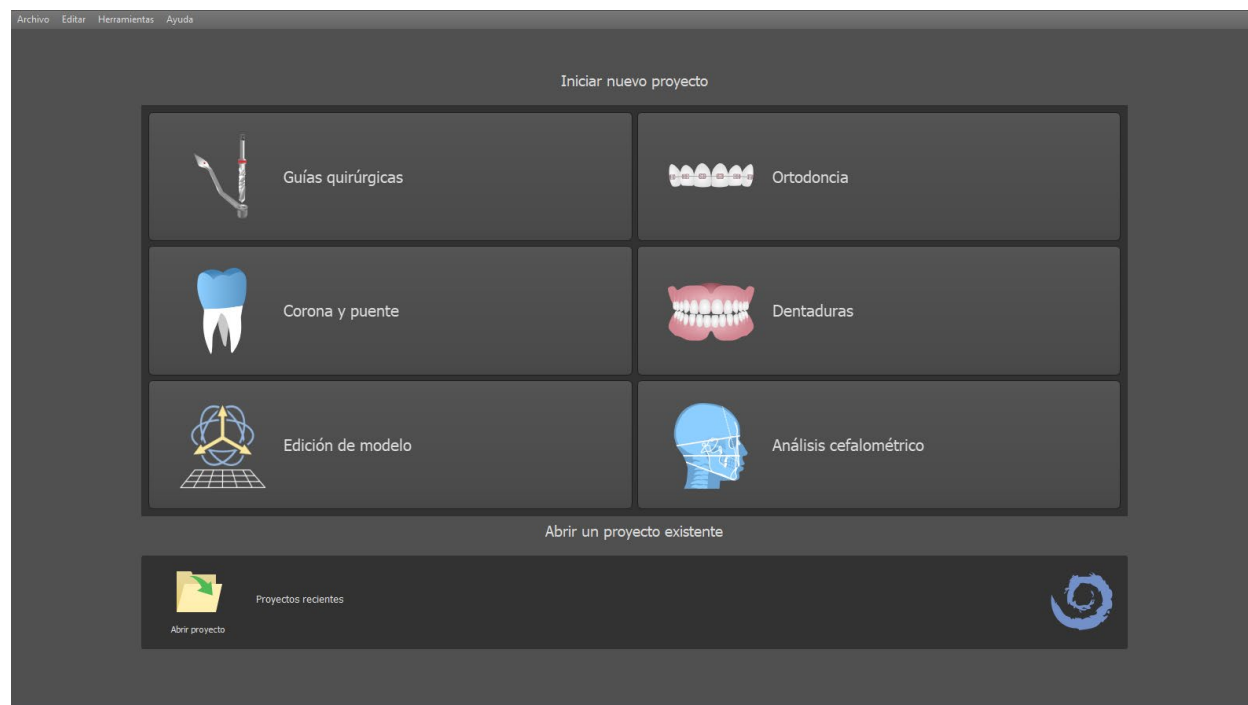 Archivo Editar Herramientas Ayuda
Iniciar nuevo proyecto
Guías quirúrgicas
Ortodoncia
Corona y puente
Dentaduras
Edición de modelo
Análisis cefalométrico
Abrir un proyecto existente
Proyectos recientes
Abrir proyecto